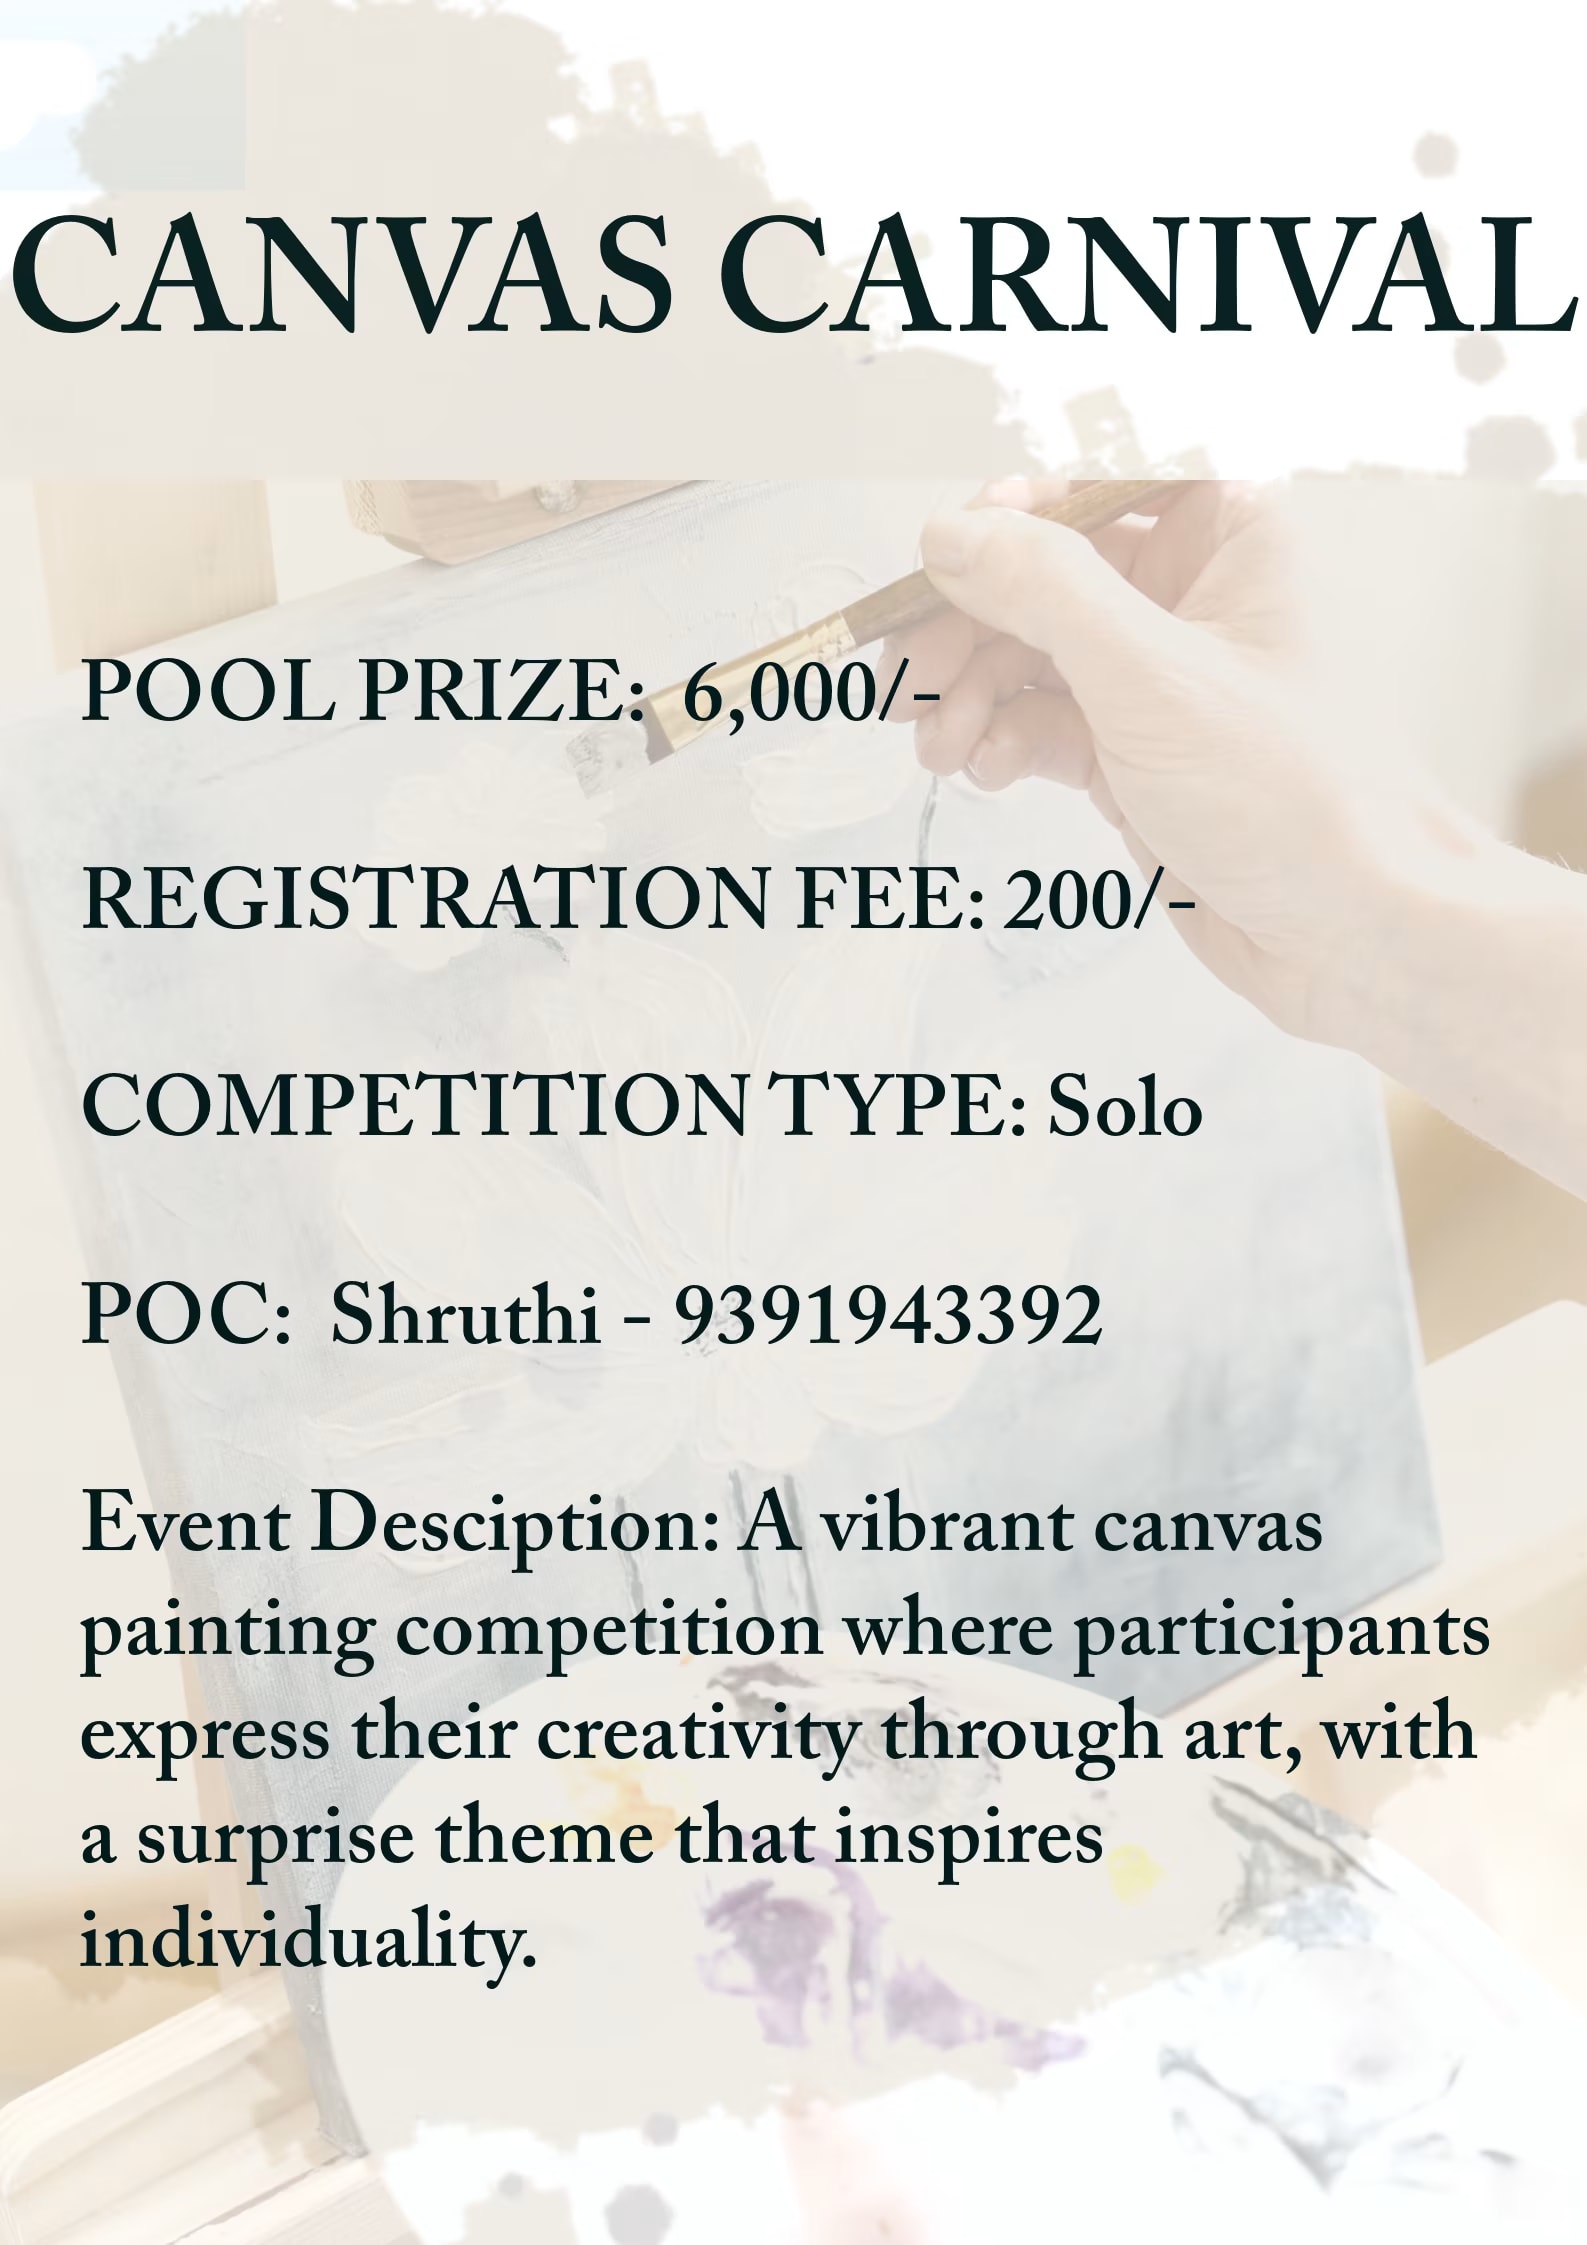 CANVAS CARNIVAL
POOL PRIZE: 6,000/-
REGISTRATION FEE: 200/-
COMPETITION TYPE: Solo
POC: Shruthi - 9391943392
Event Desciption: A vibrant canvas
painting competition where participants
express their creativity through art, with
a surprise theme that inspires
individuality.